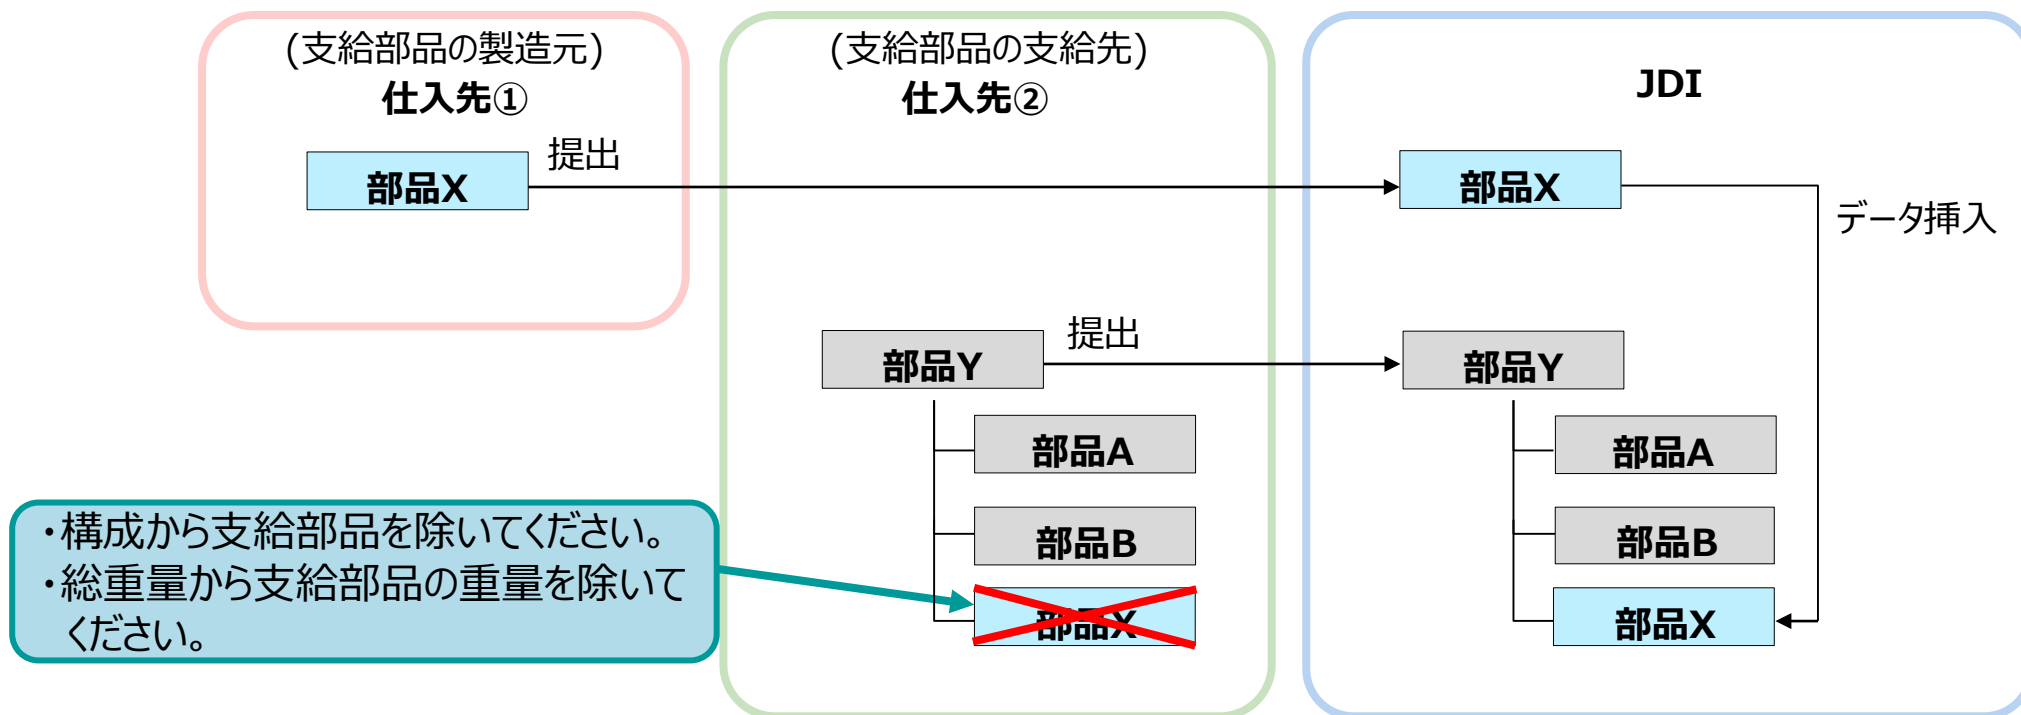 (支給部品の製造元)
仕入先①
部品X
提出
(支給部品の支給先)
仕入先②
部品Y
提出
部品A
部品B
部品X
・構成から支給部品を除いてください。
・総重量から支給部品の重量を除いて
ください。
JDI
部品X
データ挿入
部品Y
部品A
部品B
部品X